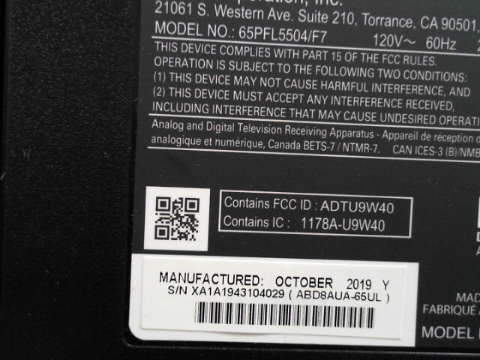 Inc.
21061 S. Western Ave. Suite 210, Torrance, CA 90501,
MODEL NO.: 65PFL5504/F7 120V~ 60Hz
THIS DEVICE COMPLIES WITH PART 15 OF THE FCC RULES.
OPERATION IS SUBJECT TO THE FOLLOWING TWO CONDITIONS:
(1) THIS DEVICE MAY NOT CAUSE HARMFUL INTERFERENCE, AND
(2) THIS DEVICE MUST ACCEPT ANY INTERFERENCE RECEIVED,
INCLUDING INTERFERENCE THAT MAY CAUSE UNDESIRED OPERATION
Analog and Digital Television Receiving Apparatus - Appareil de réception
analogique et numérique, Canada BETS-7 / NTMR-7. CAN ICES-3 (B)/NMB
Contains FCC ID : ADTU9W40
Contains IC : 1178A-U9W40
MANUFACTURED: OCTOBER 2019 Y
S/N XA1A1943104029 ( ABD8AUA-65UL )
MAD
FABRIQUÉ
MODEL